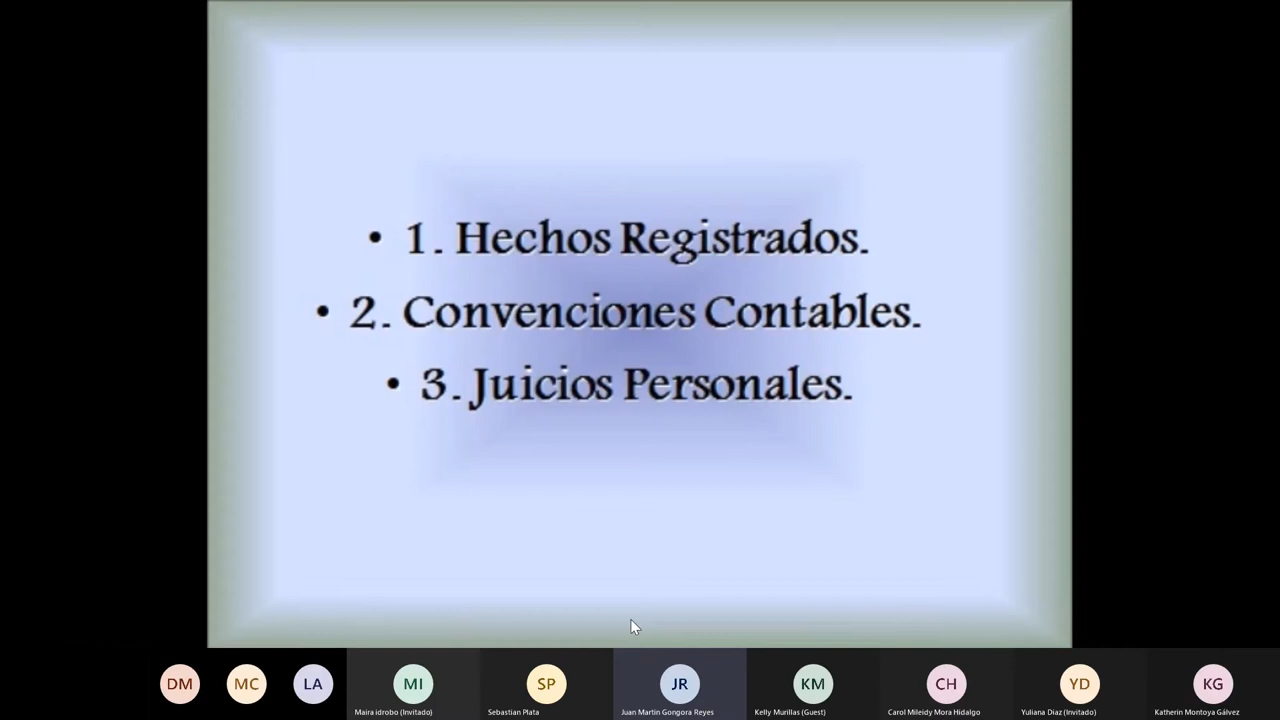 • 1. Hechos Registrados.
• 2. Convenciones Contables.
• 3. Juicios Personales.
DM
MC
LA
MI
SP
JR
KM
CH
YD
KG
Maira idrobo (Invitado)
Sebastian Plata
Juan Martin Gongora Reyes
Kelly Murillas (Guest)
Carol Mileidy Mora Hidalgo
Yuliana Diaz (Invitado)
Katherin Montoya Gálvez